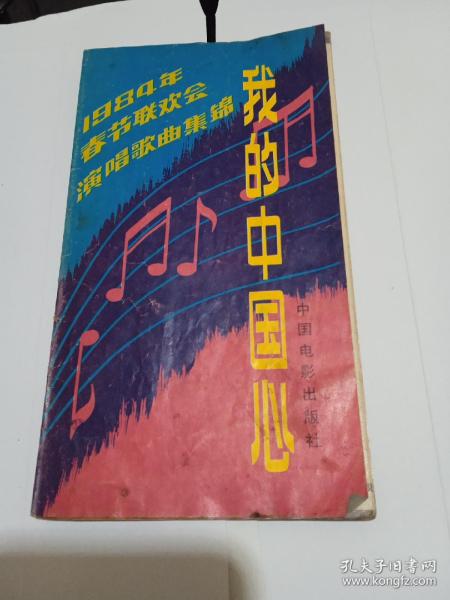 1984年
春节联欢会
演唱歌曲集锦
我的中国心
中国电影出版社
孔夫子旧书网
www.kongfz.com